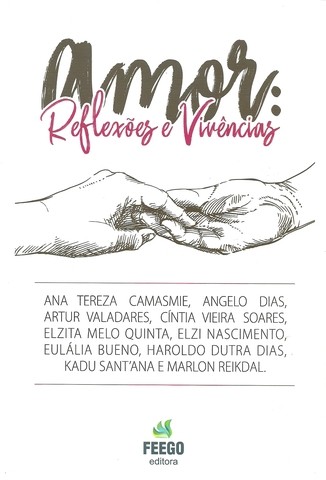 Amor:
Reflexões e Vivências
ANA TEREZA CAMASMIE, ANGELO DIAS,
ARTUR VALADARES, CÍNTIA VIEIRA SOARES,
ELZITA MELO QUINTA, ELZI NASCIMENTO,
EULÁLIA BUENO, HAROLDO DUTRA DIAS,
KADU SANT'ANA E MARLON REIKDAL.
FEEGO
editora